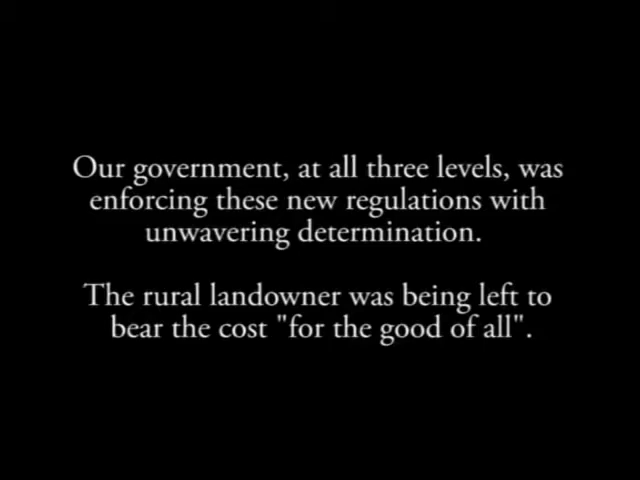 Our government, at all three levels, was
enforcing these new regulations with
unwavering determination.
The rural landowner was being left to
bear the cost "for the good of all".